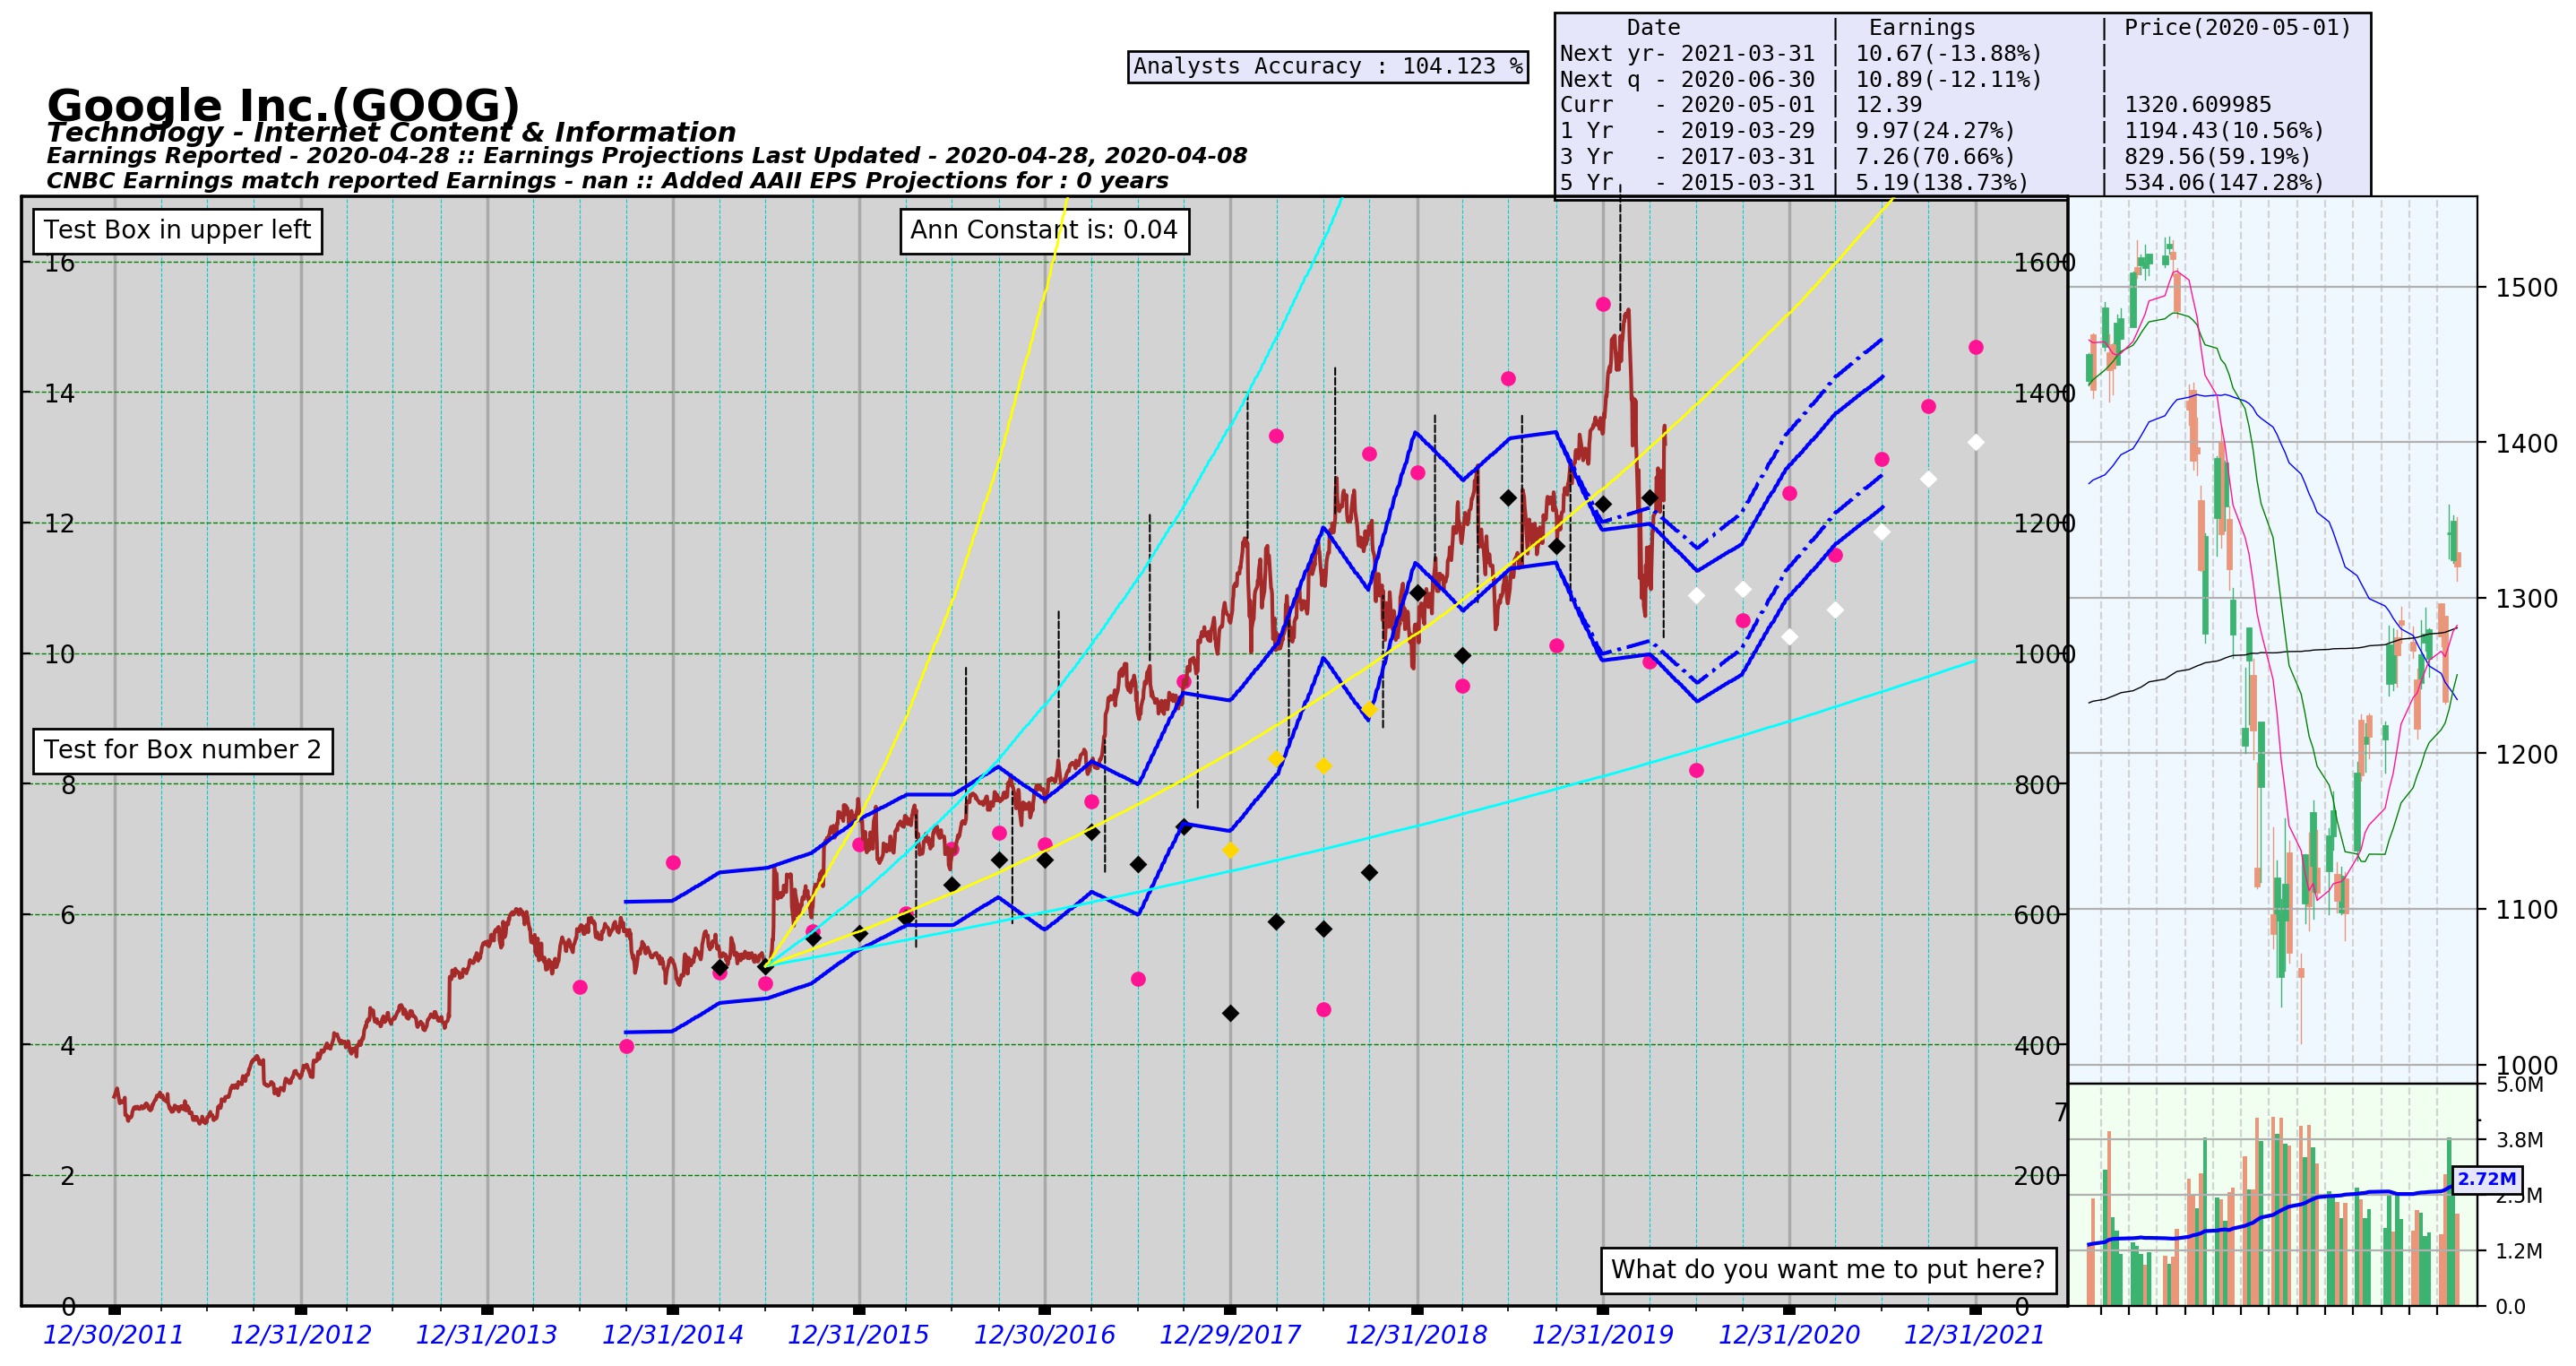 Date | Earnings | Price(2020-05-01)
Next yr- 2021-03-31 | 10.67(-13.88%) |
Analysts Accuracy : 104.123 %
Next q - 2020-06-30 | 10.89(-12.11%) |
Curr - 2020-05-01 | 12.39 | 1320.609985
1 Yr - 2019-03-29 | 9.97(24.27%) | 1194.43(10.56%)
3 Yr - 2017-03-31 | 7.26(70.66%) | 829.56(59.19%)
5 Yr - 2015-03-31 | 5.19(138.73%) | 534.06(147.28%)
Google Inc.(GOOG)
Technology - Internet Content & Information
Earnings Reported - 2020-04-28 :: Earnings Projections Last Updated - 2020-04-28, 2020-04-08
CNBC Earnings match reported Earnings - nan :: Added AAII EPS Projections for : 0 years
Test Box in upper left
Ann Constant is: 0.04
16
14
12
10
Test for Box number 2
8
6
4
2
0
1600
1400
1200
1000
800
600
400
7
200
0
What do you want me to put here?
12/30/2011 12/31/2012 12/31/2013 12/31/2014 12/31/2015 12/30/2016 12/29/2017 12/31/2018 12/31/2019 12/31/2020 12/31/2021
1500
1400
1300
1200
1100
1000
5.0M
3.8M
2.72M
1.2M
0.0